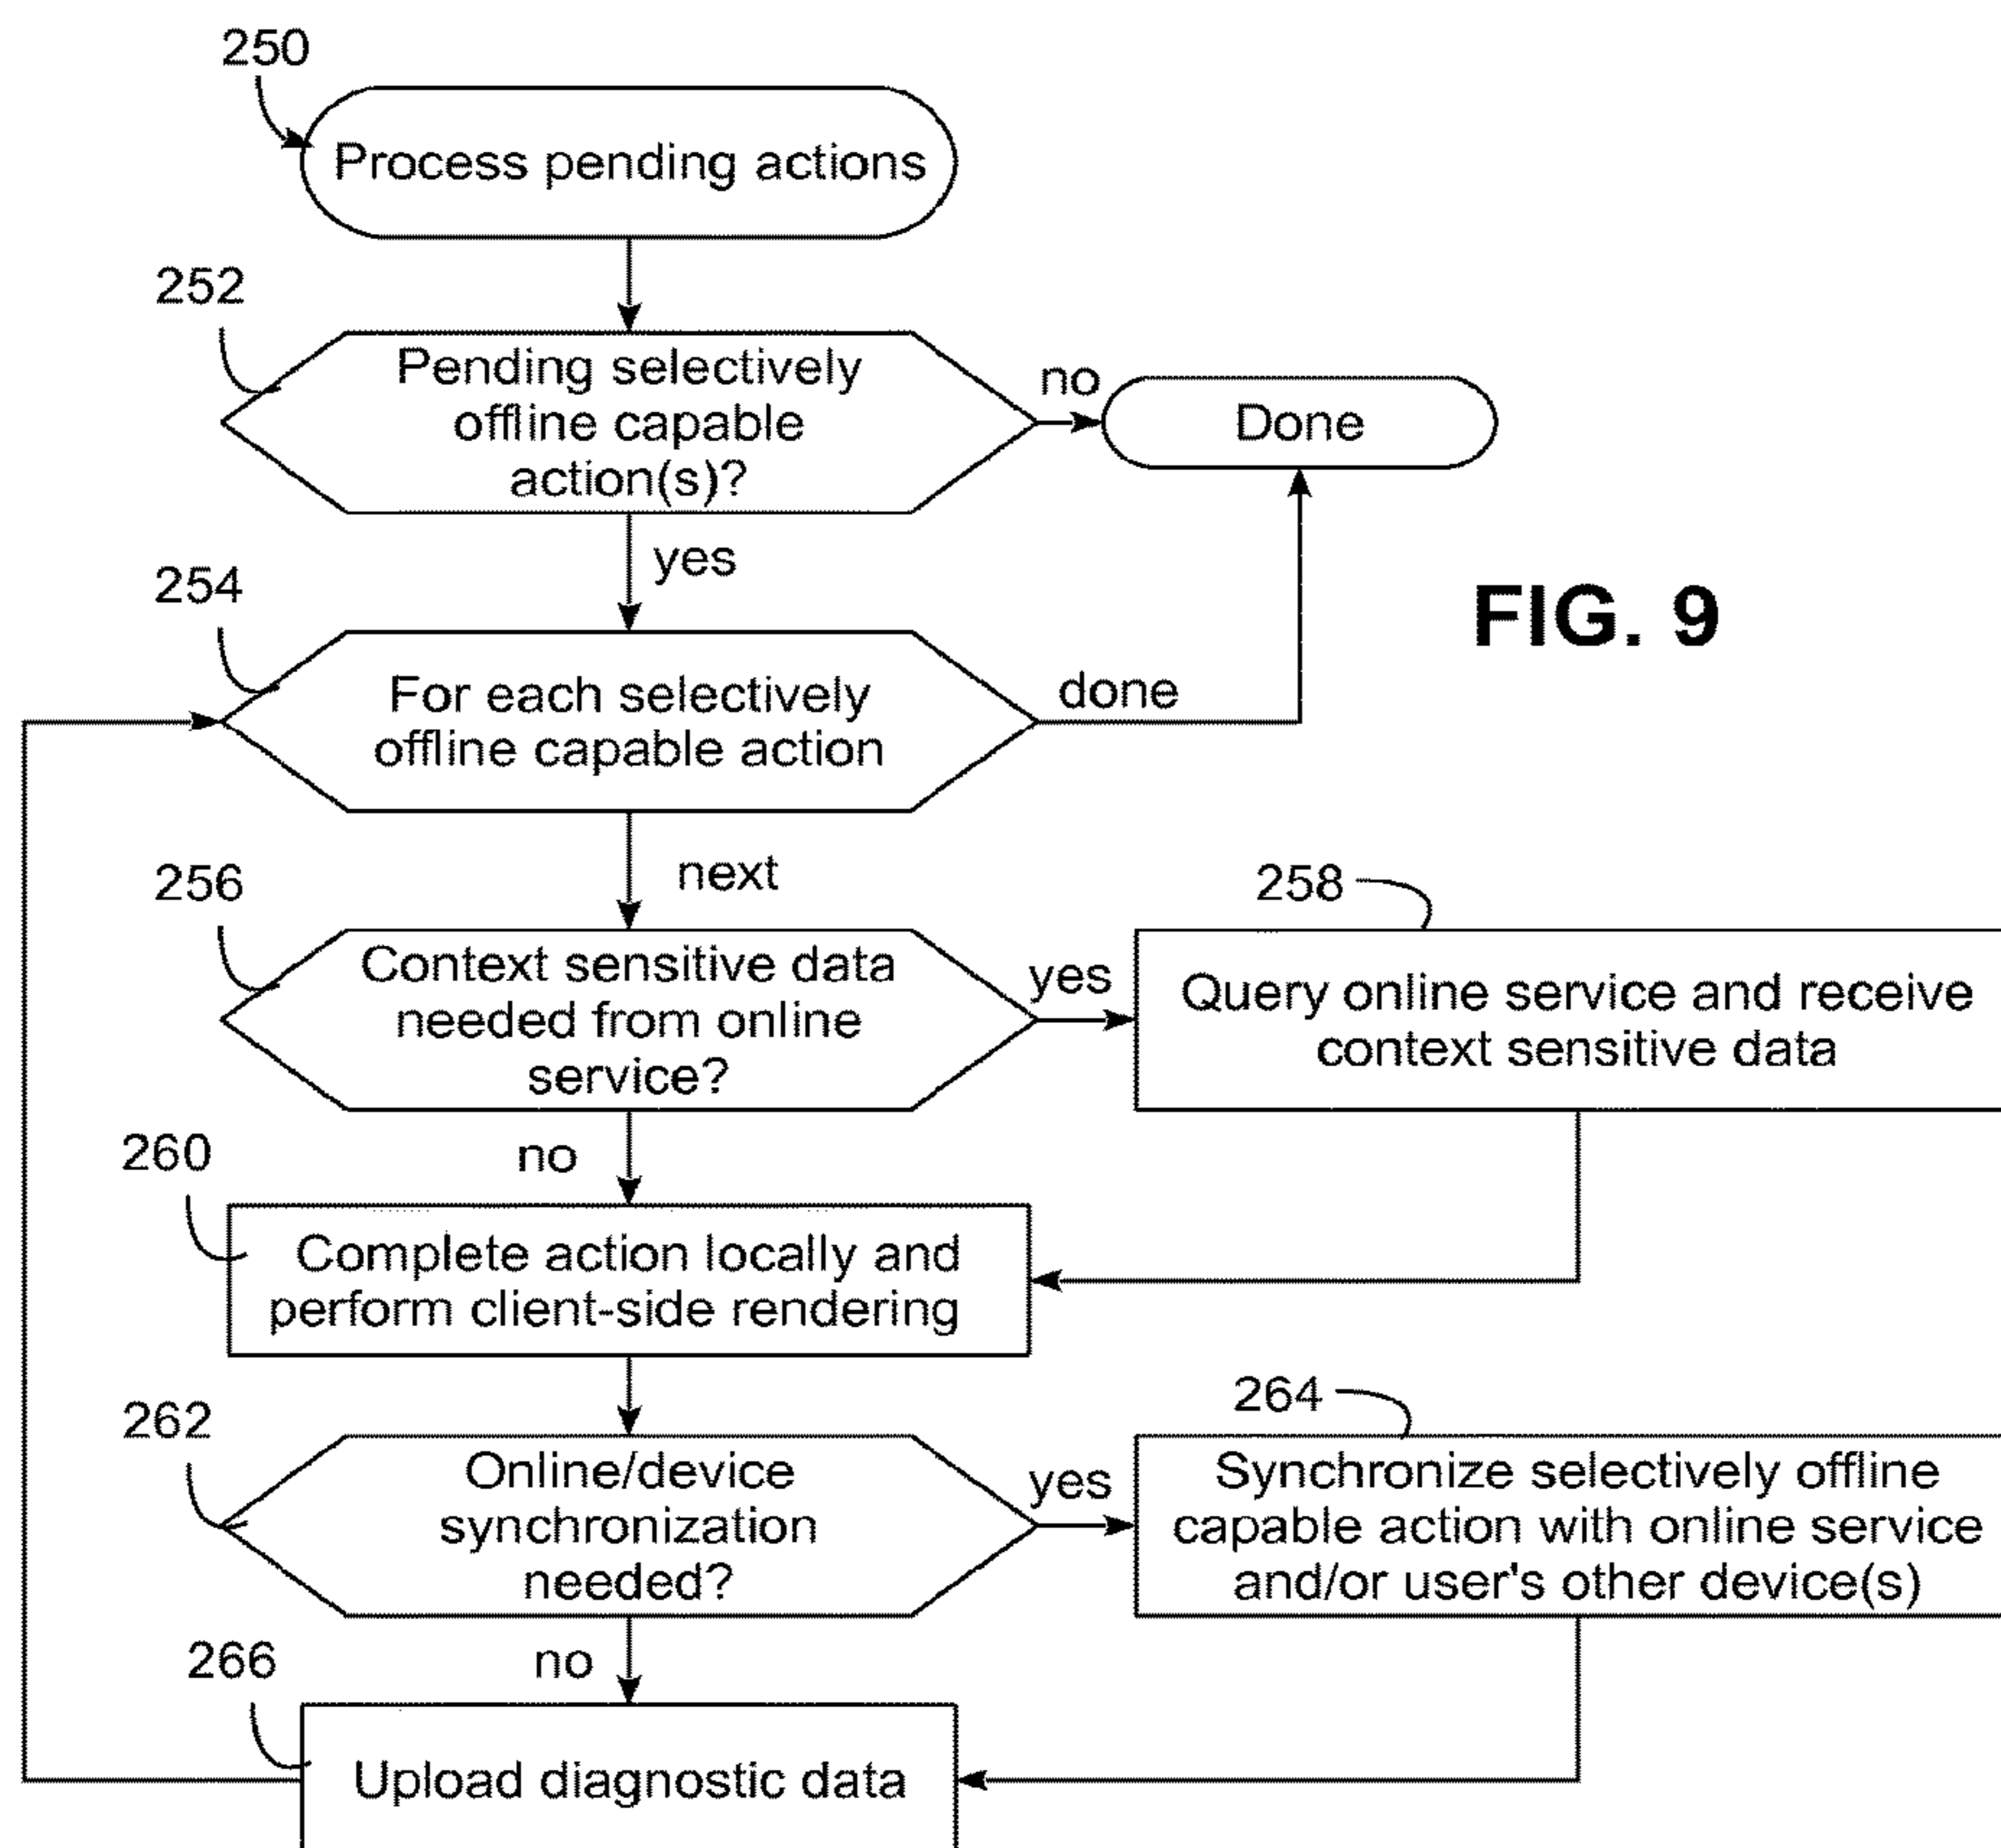 250
Process pending actions
252
Pending selectively
offline capable
action(s)?
no
Done
yes
254
For each selectively
offline capable action
done
FIG. 9
next
256
Context sensitive data
needed from online
service?
yes
258
Query online service and receive
context sensitive data
no
260
Complete action locally and
perform client-side rendering
262
Online/device
synchronization
needed?
yes
264
Synchronize selectively offline
capable action with online service
and/or user's other device(s)
no
266
Upload diagnostic data